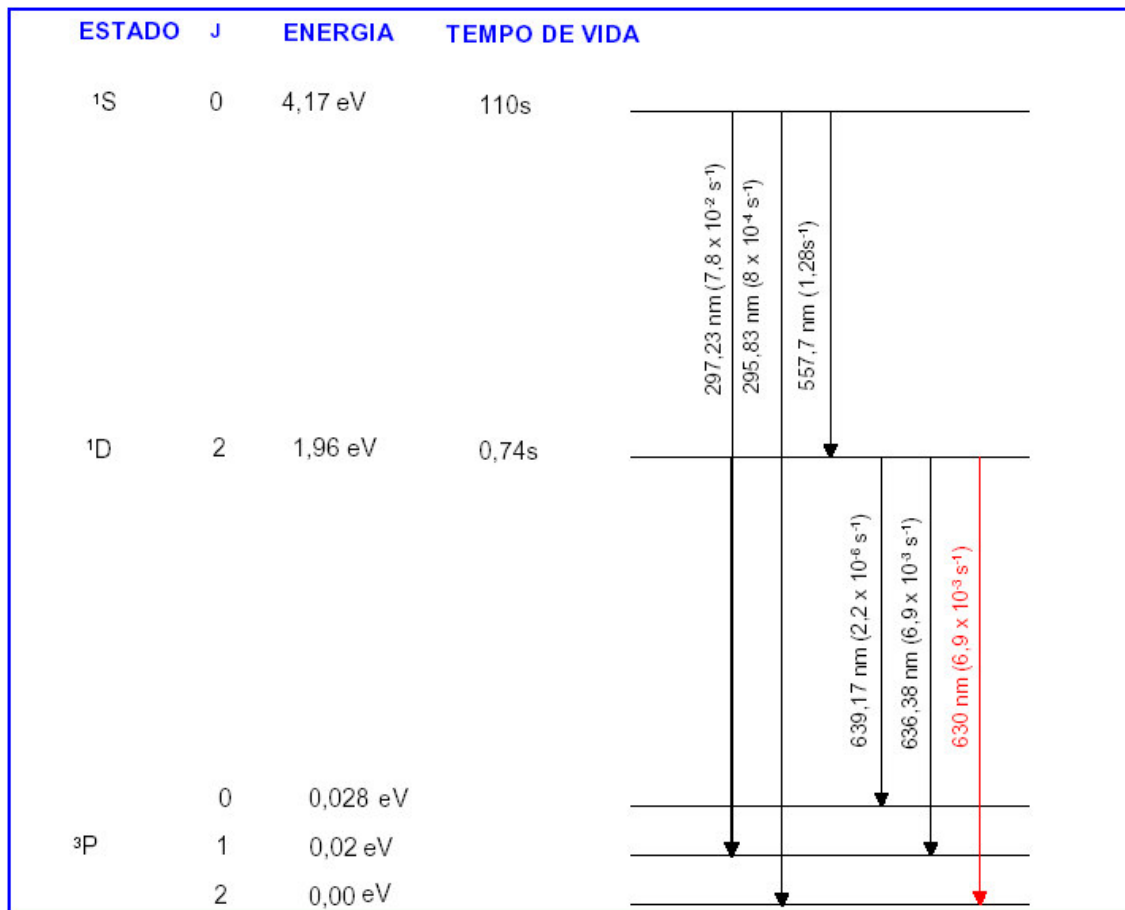 ESTADO J ENERGIA TEMPO DE VIDA
¹S 0 4,17 eV 110s
297,23 nm (7,8 x 10⁻² s⁻¹)
295,83 nm (8 x 10⁻⁴ s⁻¹)
557,7 nm (1,28s⁻¹)
¹D 2 1,96 eV 0,74s
639,17 nm (2,2 x 10⁻⁶ s⁻¹)
636,38 nm (6,9 x 10⁻³ s⁻¹)
630 nm (6,9 x 10⁻³ s⁻¹)
0 0,028 eV
³P 1 0,02 eV
2 0,00 eV